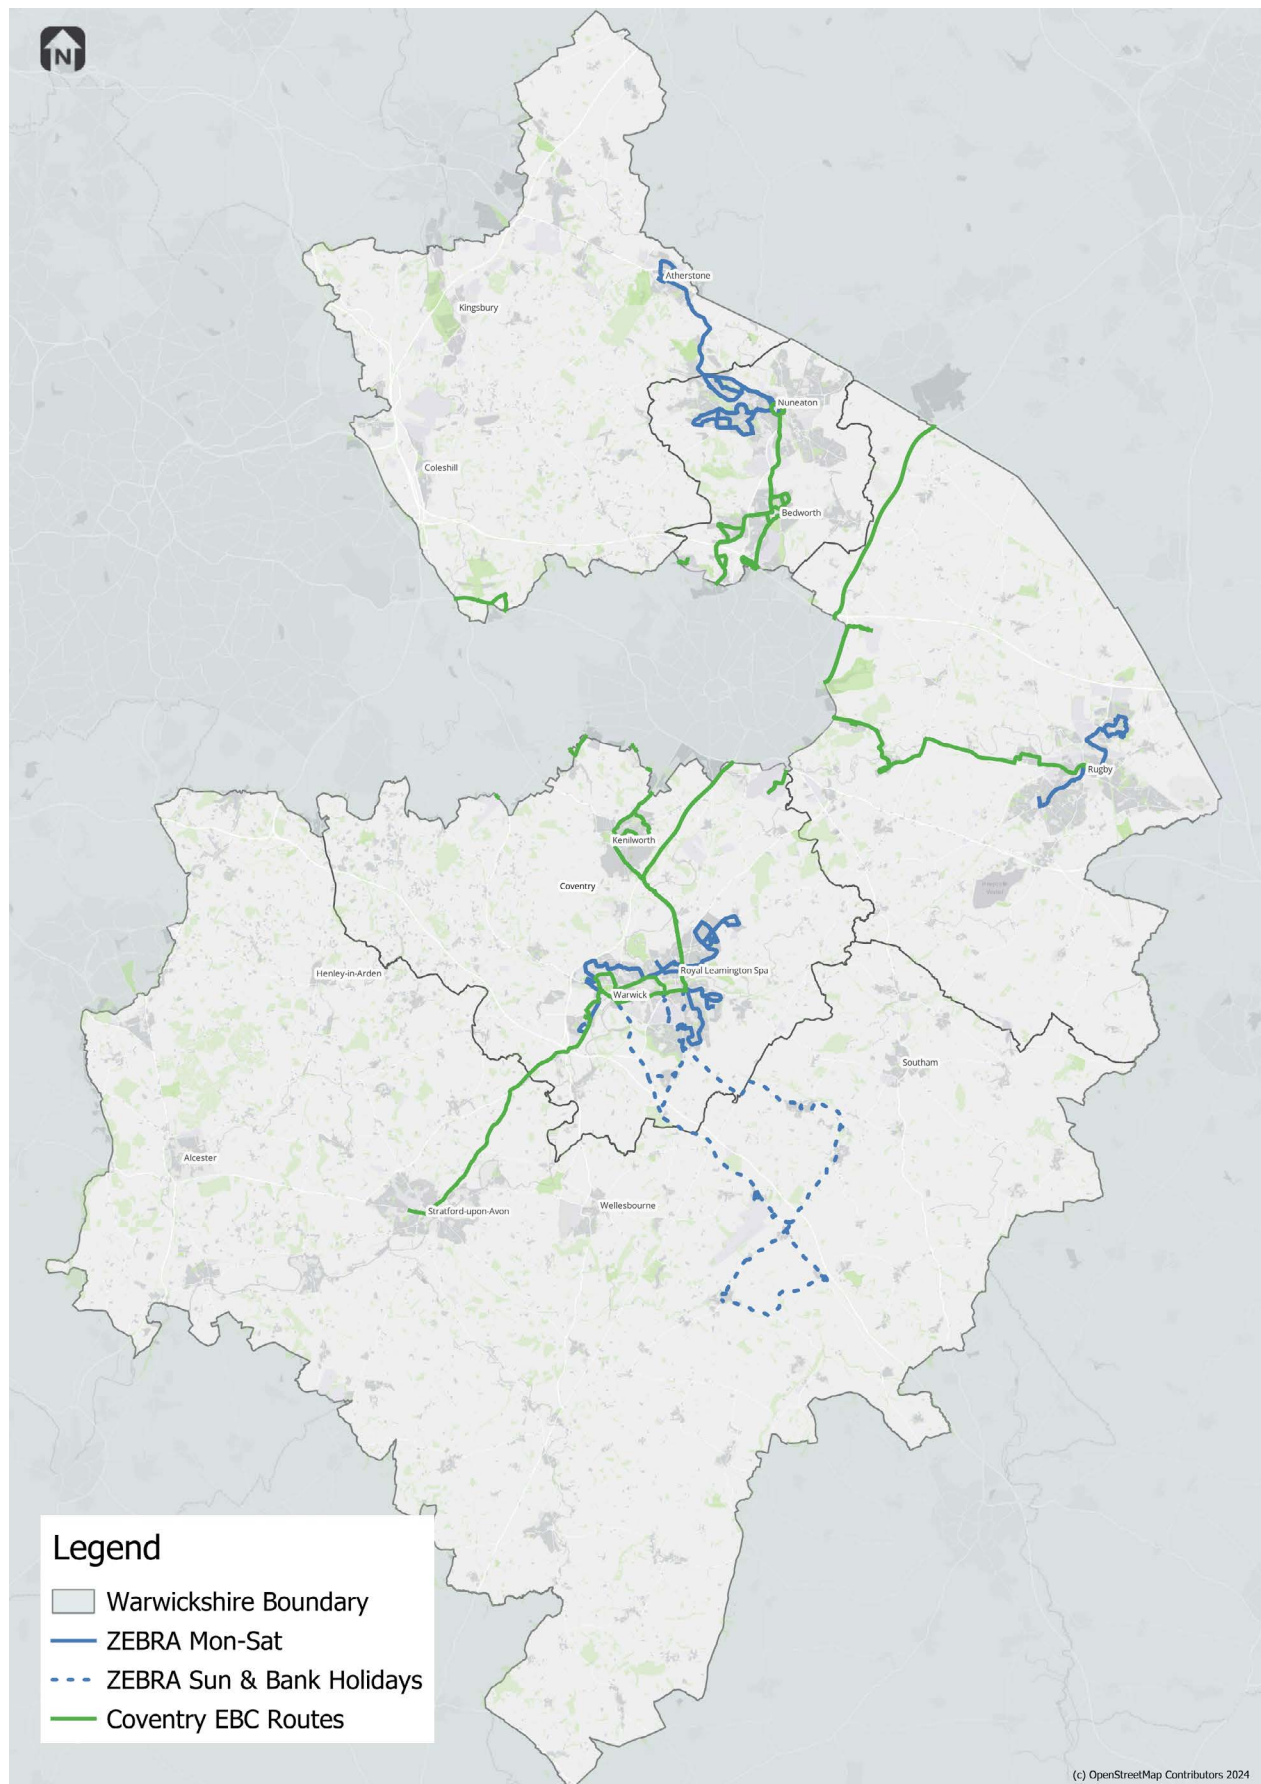 N
Atherstone
Kingsbury
Nuneaton
Coleshill
Bedworth
Rugby
Kenilworth
Coventry
Royal Leamington Spa
Henley-in-Arden
Warwick
Southam
Alcester
Wellesbourne
Stratford-upon-Avon
Legend
Warwickshire Boundary
ZEBRA Mon-Sat
ZEBRA Sun & Bank Holidays
Coventry EBC Routes
(c) OpenStreetMap Contributors 2024